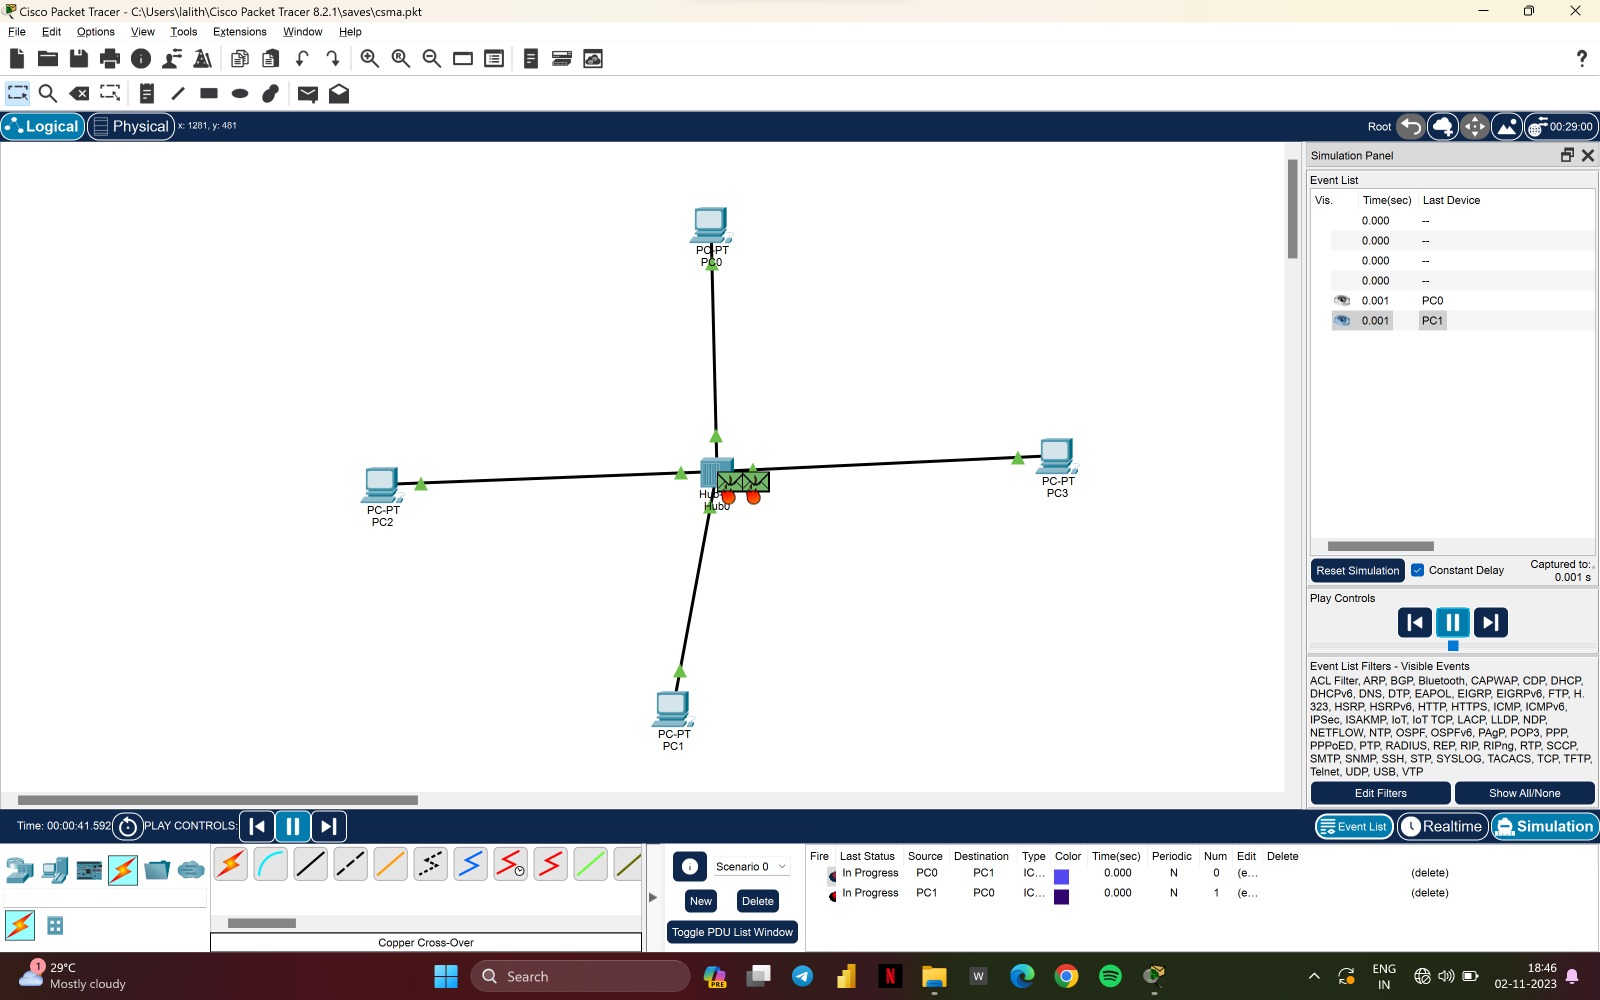 Cisco Packet Tracer - C:\Users\lalith\Cisco Packet Tracer 8.2.1\saves\csma.pkt
File Edit Options View Tools Extensions Window Help
?
Logical Physical x: 1281, y: 481 Root 00:29:00
Simulation Panel
Event List
Vis. Time(sec) Last Device
0.000 --
0.000 --
0.000 --
0.000 --
0.001 PC0
0.001 PC1
PC-PT
PC0
PC-PT
PC2
PC-PT
PC3
Hub0
PC-PT
PC1
Reset Simulation Constant Delay Captured to:
0.001 s
Play Controls
Event List Filters - Visible Events
ACL Filter, ARP, BGP, Bluetooth, CAPWAP, CDP, DHCP,
DHCPv6, DNS, DTP, EAPOL, EIGRP, EIGRPv6, FTP, H.
323, HSRP, HSRPv6, HTTP, HTTPS, ICMP, ICMPv6,
IPSec, ISAKMP, IoT, IoT TCP, LACP, LLDP, NDP,
NETFLOW, NTP, OSPF, OSPFv6, PAgP, POP3, PPP,
PPPoED, PTP, RADIUS, REP, RIP, RIPng, RTP, SCCP,
SMTP, SNMP, SSH, STP, SYSLOG, TACACS, TCP, TFTP,
Telnet, UDP, USB, VTP
Edit Filters Show All/None
Time: 00:00:41.592 PLAY CONTROLS: Event List Realtime Simulation
Scenario 0
New Delete
Toggle PDU List Window
Fire Last Status Source Destination Type Color Time(sec) Periodic Num Edit Delete
In Progress PC0 PC1 IC... 0.000 N 0 (e... (delete)
In Progress PC1 PC0 IC... 0.000 N 1 (e... (delete)
Copper Cross-Over
1 29°C
Mostly cloudy
Search
PRE
N
W
ENG
IN
18:46
02-11-2023